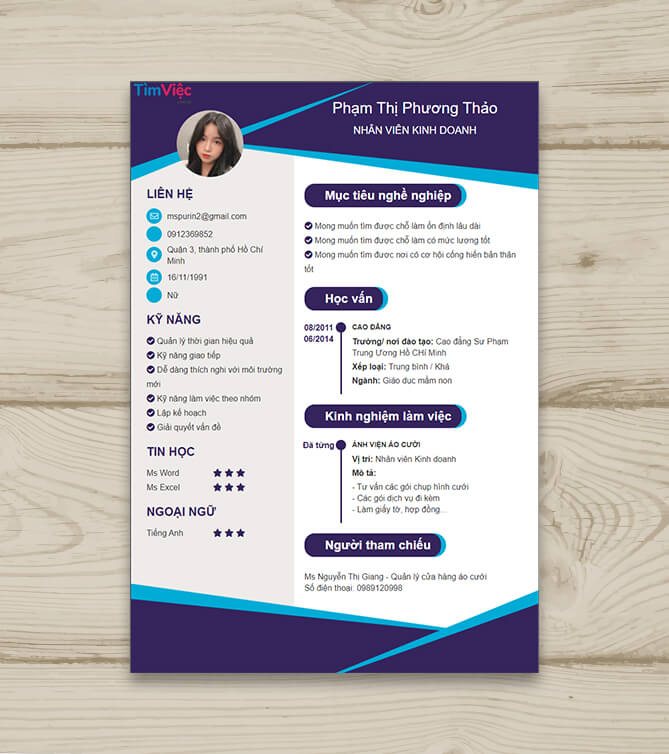 TìmViệc
Phạm Thị Phương Thảo
NHÂN VIÊN KINH DOANH
LIÊN HỆ
mspurin2@gmail.com
0912369852
Quận 3, thành phố Hồ Chí
Minh
16/11/1991
Nữ
KỸ NĂNG
Quản lý thời gian hiệu quả
Kỹ năng giao tiếp
Dễ dàng thích nghi với môi trường
mới
Kỹ năng làm việc theo nhóm
Lập kế hoạch
Giải quyết vấn đề
TIN HỌC
Ms Word
Ms Excel
NGOẠI NGỮ
Tiếng Anh
Mục tiêu nghề nghiệp
Mong muốn tìm được chỗ làm ổn định lâu dài
Mong muốn tìm được chỗ làm có mức lương tốt
Mong muốn tìm được nơi có cơ hội cống hiến bản thân
tốt
Học vấn
08/2011
06/2014
CAO ĐẲNG
Trường/ nơi đào tạo: Cao đẳng Sư Phạm
Trung Ương Hồ CHí Minh
Xếp loại: Trung bình / Khá
Ngành: Giáo dục mầm non
Kinh nghiệm làm việc
Đã từng
ẢNH VIỆN ÁO CƯỚI
Vị trí: Nhân viên Kinh doanh
Mô tả:
- Tư vấn các gói chụp hình cưới
- Các gói dịch vụ đi kèm
- Làm giấy tờ, hợp đồng...
Người tham chiếu
Ms Nguyễn Thị Giang - Quản lý cửa hàng áo cưới
Số điện thoại: 0989120998